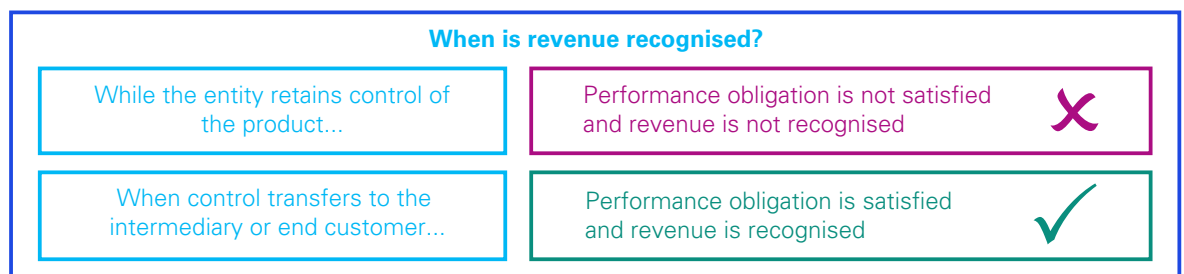 When is revenue recognised?
While the entity retains control of
the product...
Performance obligation is not satisfied
and revenue is not recognised
When control transfers to the
intermediary or end customer...
Performance obligation is satisfied
and revenue is recognised